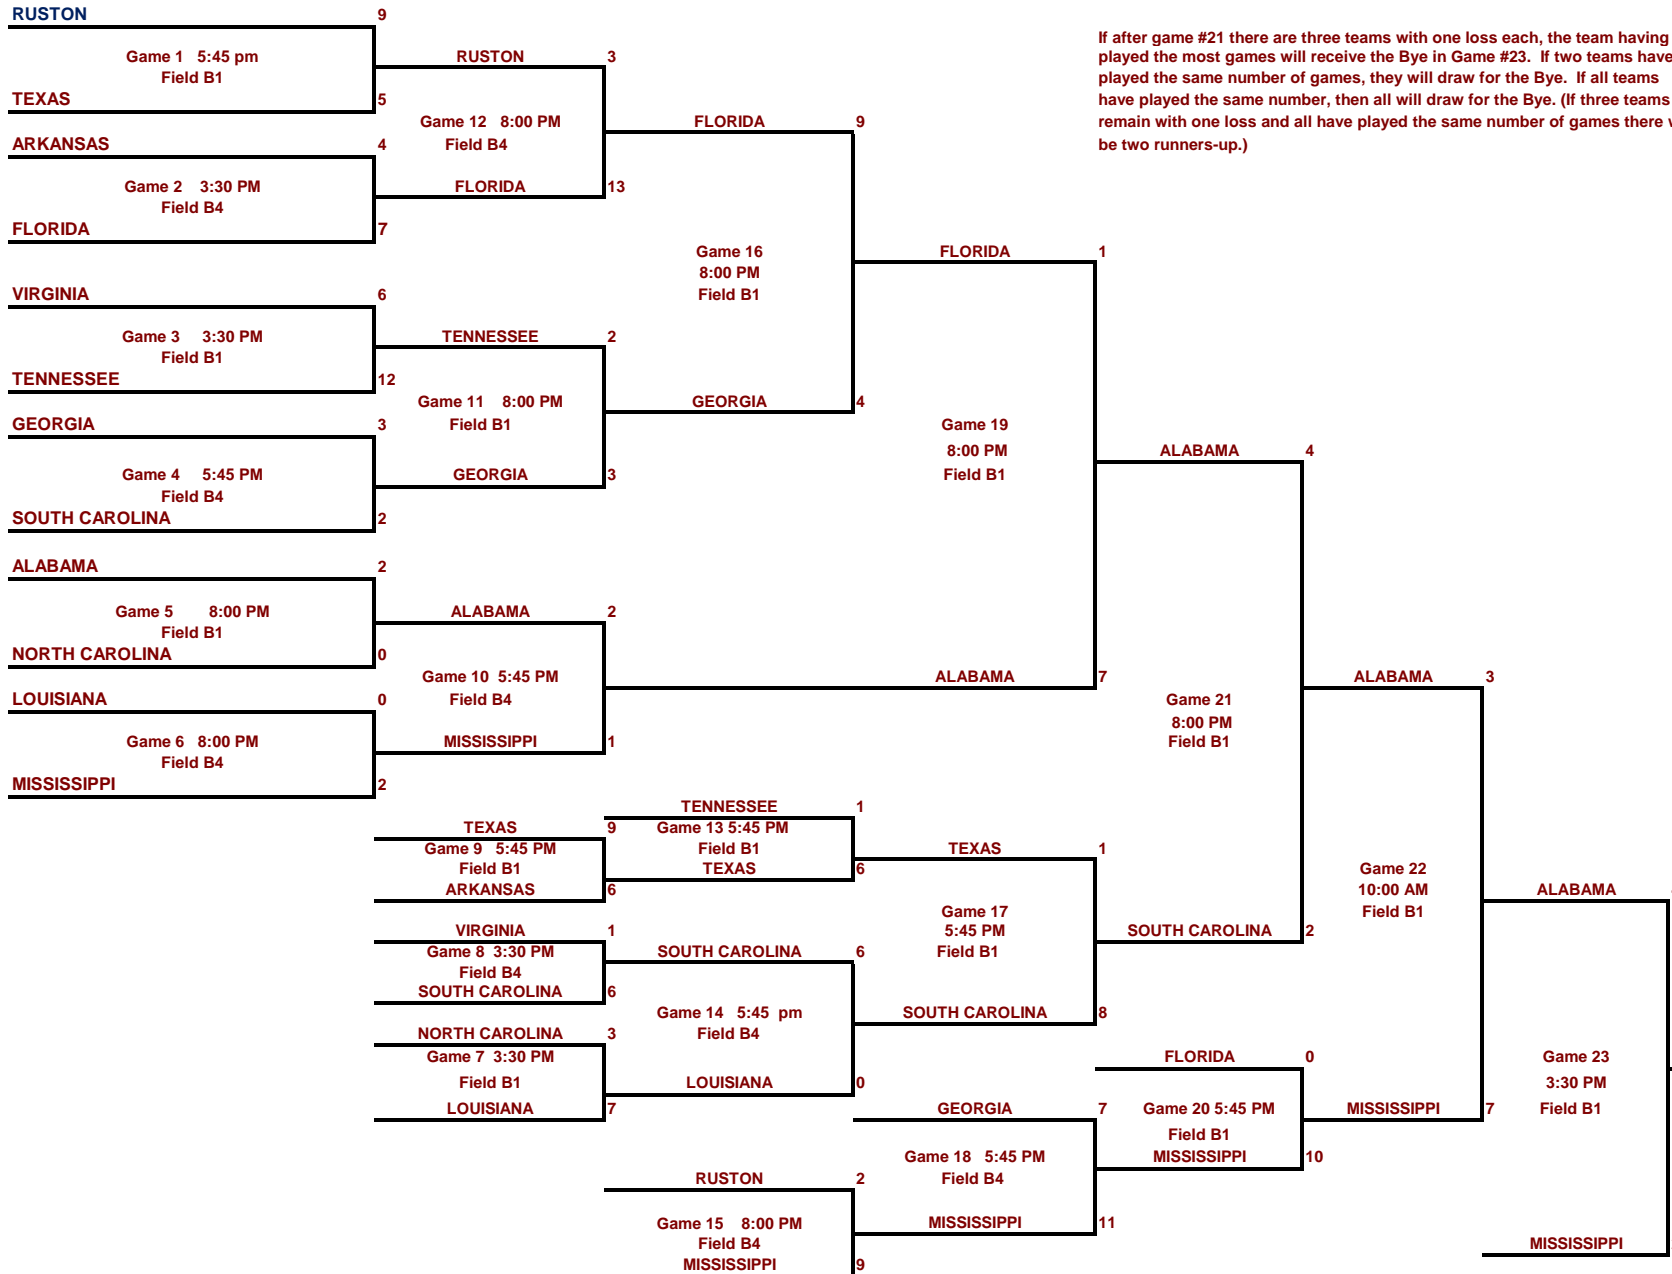 RUSTON 9
Game 1 5:45 pm
Field B1
TEXAS 5
ARKANSAS 4
Game 2 3:30 PM
Field B4
FLORIDA 7
VIRGINIA 6
Game 3 3:30 PM
Field B1
TENNESSEE 12
GEORGIA 3
Game 4 5:45 PM
Field B4
SOUTH CAROLINA 2
ALABAMA 2
Game 5 8:00 PM
Field B1
NORTH CAROLINA 0
LOUISIANA 0
Game 6 8:00 PM
Field B4
MISSISSIPPI 2
RUSTON 3
Game 12 8:00 PM
Field B4
FLORIDA 13
TENNESSEE 2
Game 11 8:00 PM
Field B1
GEORGIA 3
ALABAMA 2
Game 10 5:45 PM
Field B4
MISSISSIPPI 1
TEXAS 9
Game 9 5:45 PM
Field B1
ARKANSAS 6
VIRGINIA 1
Game 8 3:30 PM
Field B4
SOUTH CAROLINA 6
NORTH CAROLINA 3
Game 7 3:30 PM
Field B1
LOUISIANA 7
FLORIDA 9
Game 16
8:00 PM
Field B1
GEORGIA 4
TENNESSEE 1
Game 13 5:45 PM
Field B1
TEXAS 6
SOUTH CAROLINA 6
Game 14 5:45 pm
Field B4
LOUISIANA 0
RUSTON 2
Game 15 8:00 PM
Field B4
MISSISSIPPI 9
FLORIDA 1
Game 19
8:00 PM
Field B1
ALABAMA 7
TEXAS 1
Game 17
5:45 PM
Field B1
SOUTH CAROLINA 8
GEORGIA 7
Game 18 5:45 PM
Field B4
MISSISSIPPI 11
If after game #21 there are three teams with one loss each, the team having
played the most games will receive the Bye in Game #23. If two teams have
played the same number of games, they will draw for the Bye. If all teams
have played the same number, then all will draw for the Bye. (If three teams
remain with one loss and all have played the same number of games there
be two runners-up.)
ALABAMA 4
Game 21
8:00 PM
Field B1
SOUTH CAROLINA 2
FLORIDA 0
Game 20 5:45 PM
Field B1
MISSISSIPPI 10
ALABAMA 3
Game 22
10:00 AM
Field B1
MISSISSIPPI 7
ALABAMA
Game 23
3:30 PM
Field B1
MISSISSIPPI